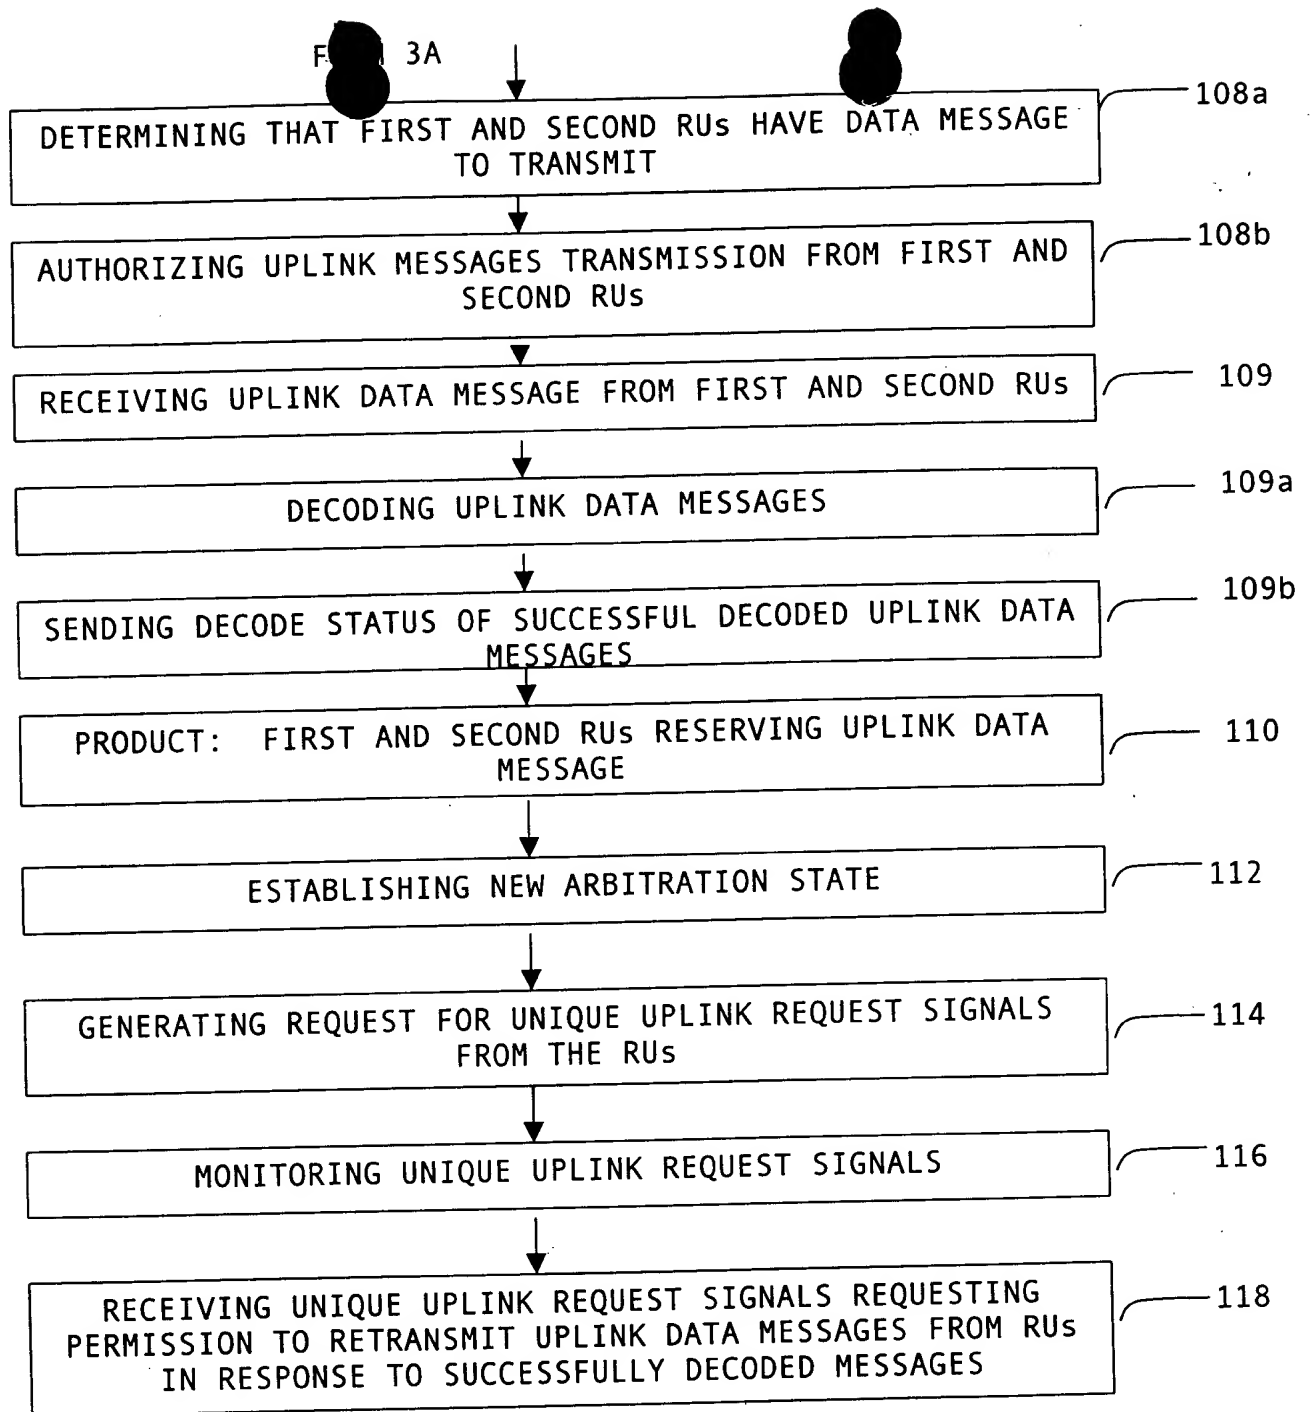 3A
108a
DETERMINING THAT FIRST AND SECOND RUs HAVE DATA MESSAGE
TO TRANSMIT
108b
AUTHORIZING UPLINK MESSAGES TRANSMISSION FROM FIRST AND
SECOND RUs
109
RECEIVING UPLINK DATA MESSAGE FROM FIRST AND SECOND RUs
109a
DECODING UPLINK DATA MESSAGES
109b
SENDING DECODE STATUS OF SUCCESSFUL DECODED UPLINK DATA
MESSAGES
PRODUCT: FIRST AND SECOND RUs RESERVING UPLINK DATA
MESSAGE
110
ESTABLISHING NEW ARBITRATION STATE
112
GENERATING REQUEST FOR UNIQUE UPLINK REQUEST SIGNALS
FROM THE RUs
114
MONITORING UNIQUE UPLINK REQUEST SIGNALS
116
RECEIVING UNIQUE UPLINK REQUEST SIGNALS REQUESTING
PERMISSION TO RETRANSMIT UPLINK DATA MESSAGES FROM RUs
IN RESPONSE TO SUCCESSFULLY DECODED MESSAGES
118